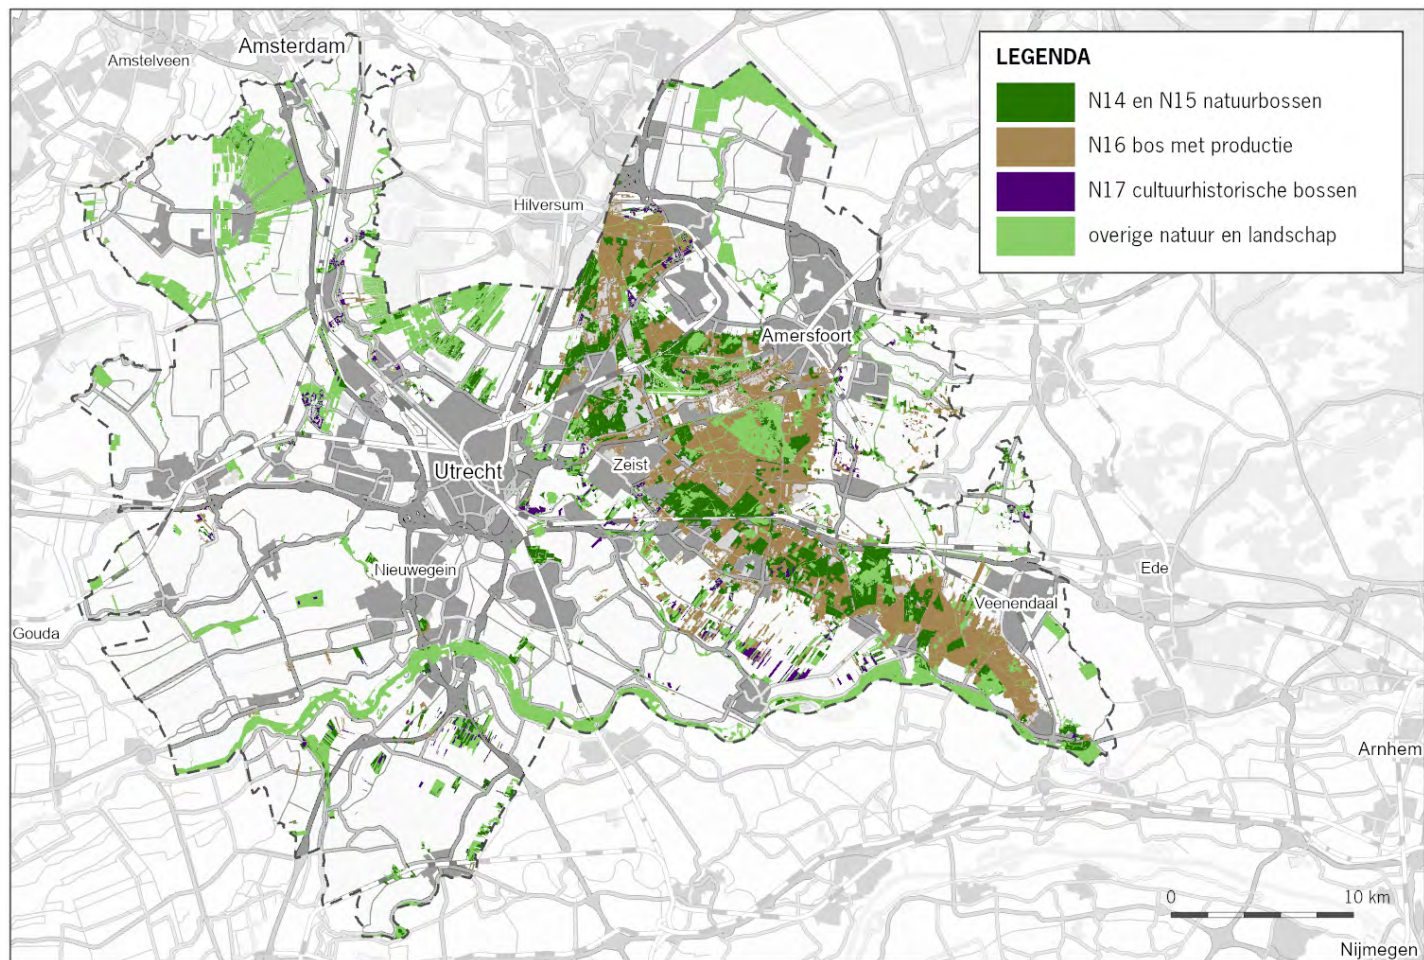 Amsterdam
Amstelveen
LEGENDA
N14 en N15 natuurbossen
N16 bos met productie
N17 cultuurhistorische bossen
overige natuur en landschap
Hilversum
Amersfoort
Zeist
Utrecht
Nieuwegein
Ede
Veenendaal
Gouda
Arnhem
0 10 km
Nijmegen